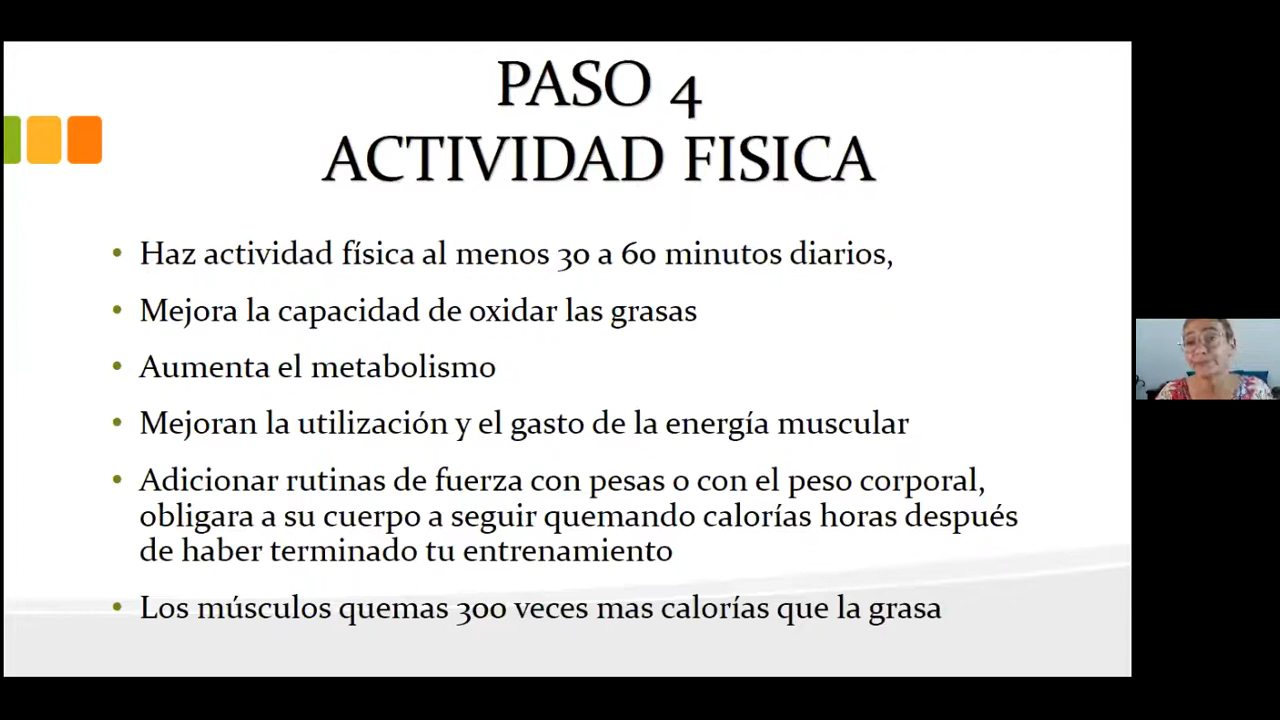 PASO 4
ACTIVIDAD FISICA
• Haz actividad física al menos 30 a 60 minutos diarios,
• Mejora la capacidad de oxidar las grasas
• Aumenta el metabolismo
• Mejoran la utilización y el gasto de la energía muscular
• Adicionar rutinas de fuerza con pesas o con el peso corporal,
obligara a su cuerpo a seguir quemando calorías horas después
de haber terminado tu entrenamiento
• Los músculos quemas 300 veces mas calorías que la grasa